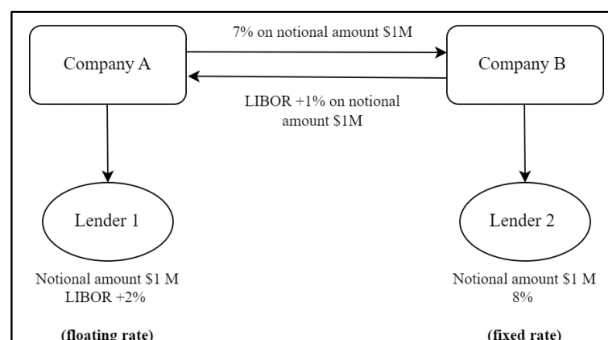 7% on notional amount $1M
Company A
Company B
LIBOR +1% on notional
amount $1M
Lender 1
Lender 2
Notional amount $1 M
LIBOR +2%
Notional amount $1 M
8%
(floating rate)
(fixed rate)